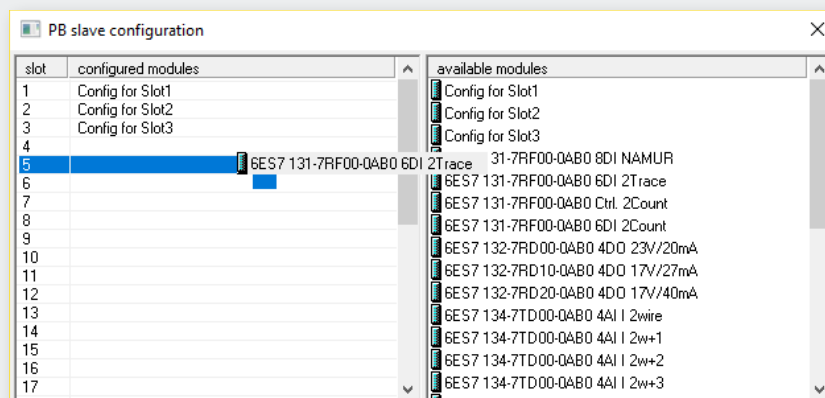 PB slave configuration
slot configured modules
1 Config for Slot1
2 Config for Slot2
3 Config for Slot3
4
5 6ES7 131-7RF00-0AB0 6DI 2Trace
6
7
8
9
10
11
12
13
14
15
16
17
available modules
Config for Slot1
Config for Slot2
Config for Slot3
31-7RF00-0AB0 8DI NAMUR
6ES7 131-7RF00-0AB0 6DI 2Trace
6ES7 131-7RF00-0AB0 Ctrl. 2Count
6ES7 131-7RF00-0AB0 6DI 2Count
6ES7 132-7RD00-0AB0 4DO 23V/20mA
6ES7 132-7RD10-0AB0 4DO 17V/27mA
6ES7 132-7RD20-0AB0 4DO 17V/40mA
6ES7 134-7TD00-0AB0 4AI I 2wire
6ES7 134-7TD00-0AB0 4AI I 2w+1
6ES7 134-7TD00-0AB0 4AI I 2w+2
6ES7 134-7TD00-0AB0 4AI I 2w+3